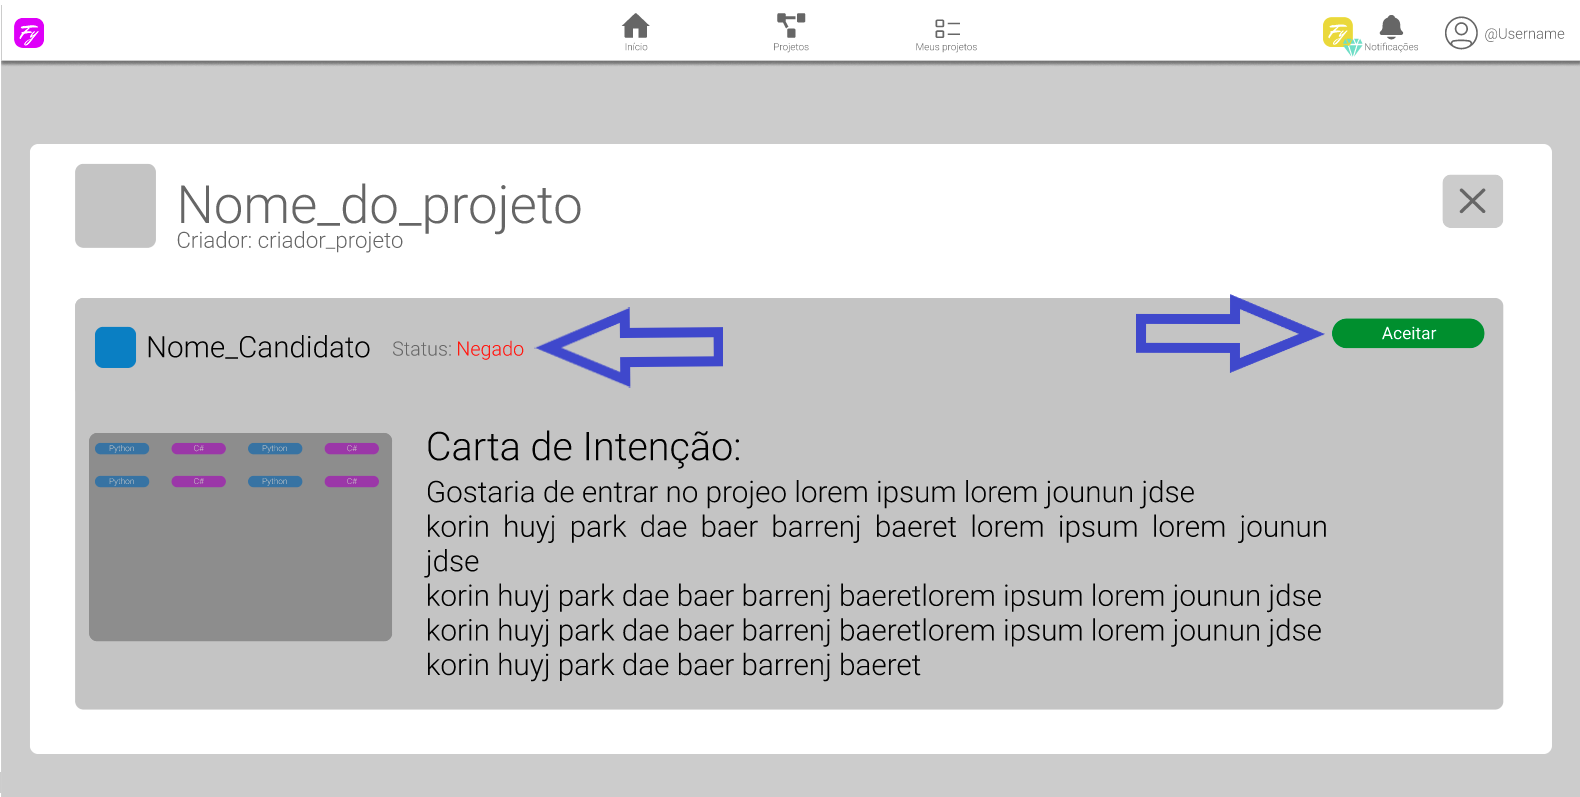 Fy
Início
Projetos
Meus projetos
Fy
Notificações
@Username
Nome_do_projeto
Criador: criador_projeto
Nome_Candidato
Status: Negado
Aceitar
Python C# Python C#
Python C# Python C#
Carta de Intenção:
Gostaria de entrar no projeo lorem ipsum lorem jounun jdse
korin huyj park dae baer barrenj baeret lorem ipsum lorem jounun
jdse
korin huyj park dae baer barrenj baeretlorem ipsum lorem jounun jdse
korin huyj park dae baer barrenj baeretlorem ipsum lorem jounun jdse
korin huyj park dae baer barrenj baeret